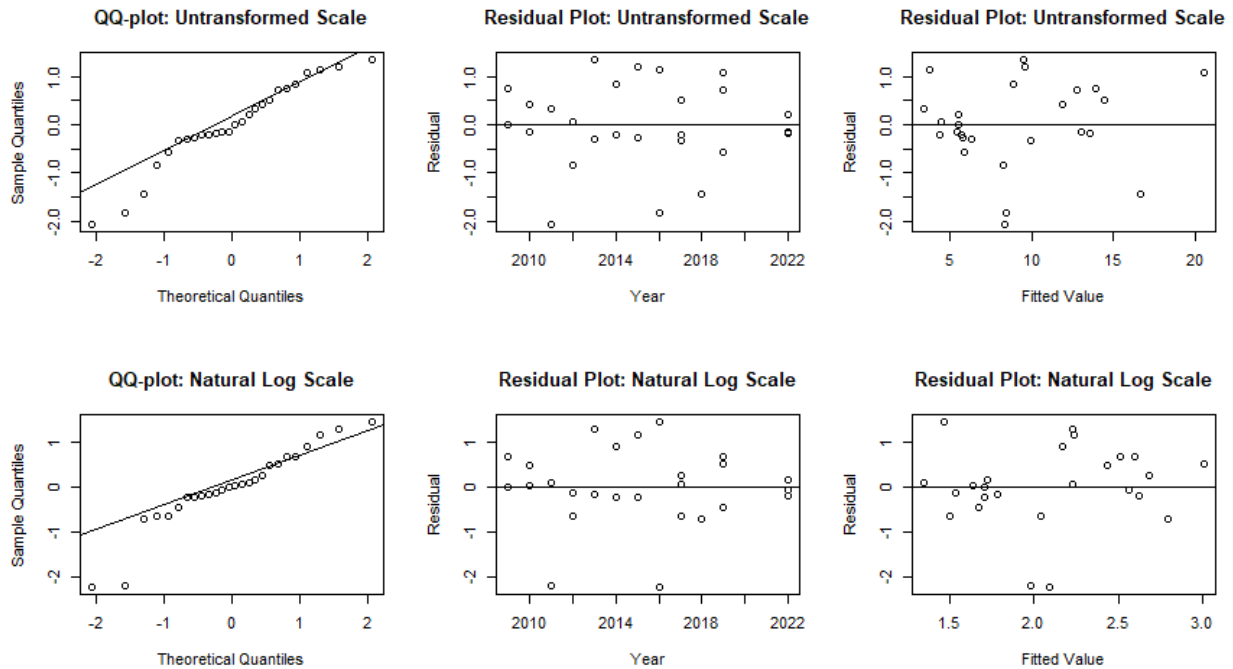 QQ-plot: Untransformed Scale
Sample Quantiles
1.0
0.0
-1.0
-2.0
-2 -1 0 1 2
Theoretical Quantiles
Residual Plot: Untransformed Scale
Residual
1.0
0.0
-1.0
-2.0
2010 2014 2018 2022
Year
Residual Plot: Untransformed Scale
Residual
1.0
0.0
-1.0
-2.0
5 10 15 20
Fitted Value
QQ-plot: Natural Log Scale
Sample Quantiles
1
0
-1
-2
-2 -1 0 1 2
Theoretical Quantiles
Residual Plot: Natural Log Scale
Residual
1
0
-1
-2
2010 2014 2018 2022
Year
Residual Plot: Natural Log Scale
Residual
1
0
-1
-2
1.5 2.0 2.5 3.0
Fitted Value